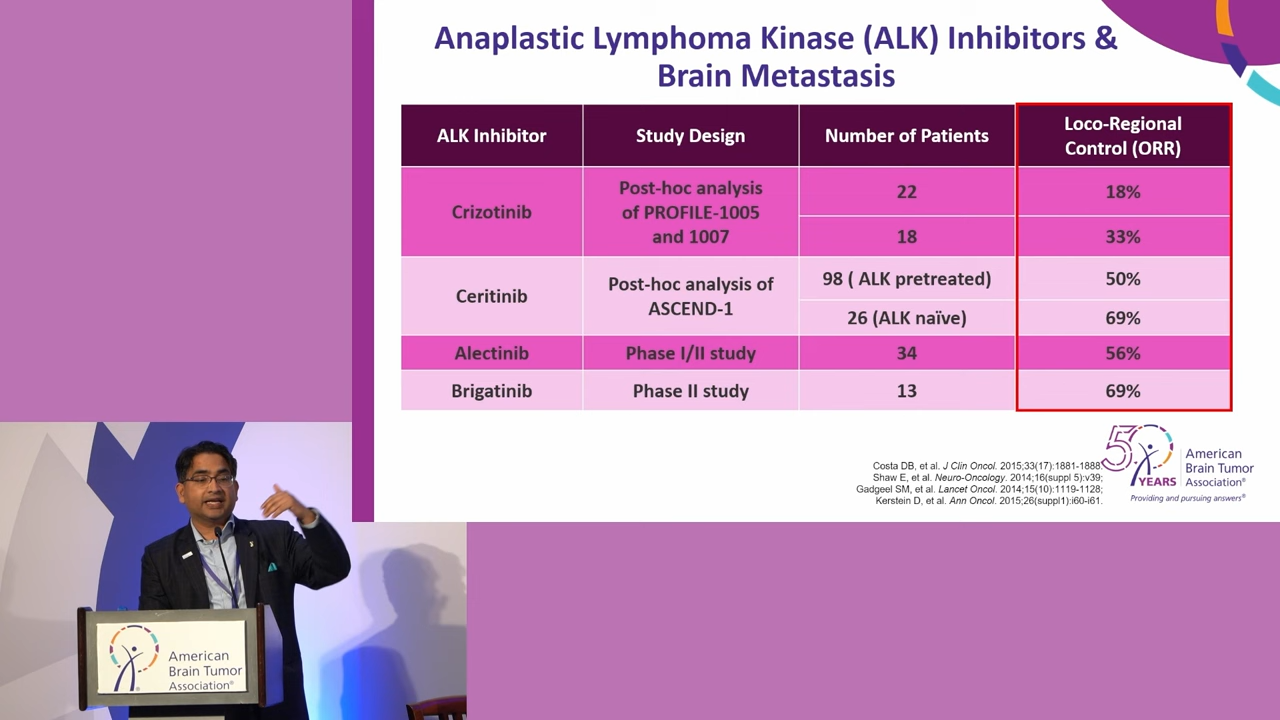 Anaplastic Lymphoma Kinase (ALK) Inhibitors &
Brain Metastasis
ALK Inhibitor
Study Design
Number of Patients
Loco-Regional
Control (ORR)
Crizotinib
Post-hoc analysis
of PROFILE-1005
and 1007
22
18%
18
33%
Ceritinib
Post-hoc analysis of
ASCEND-1
98 ( ALK pretreated)
50%
26 (ALK naïve)
69%
Alectinib
Phase I/II study
34
56%
Brigatinib
Phase II study
13
69%
Costa DB, et al. J Clin Oncol. 2015;33(17):1881-1888;
Shaw E, et al. Neuro-Oncology. 2014;16(suppl 5):v39;
Gadgeel SM, et al. Lancet Oncol. 2014;15(10):1119-1128;
Kerstein D, et al. Ann Oncol. 2015;26(suppl1):i60-i61.
50
YEARS
American
Brain Tumor
Association®
Providing and pursuing answers®
American
Brain Tumor
Association®